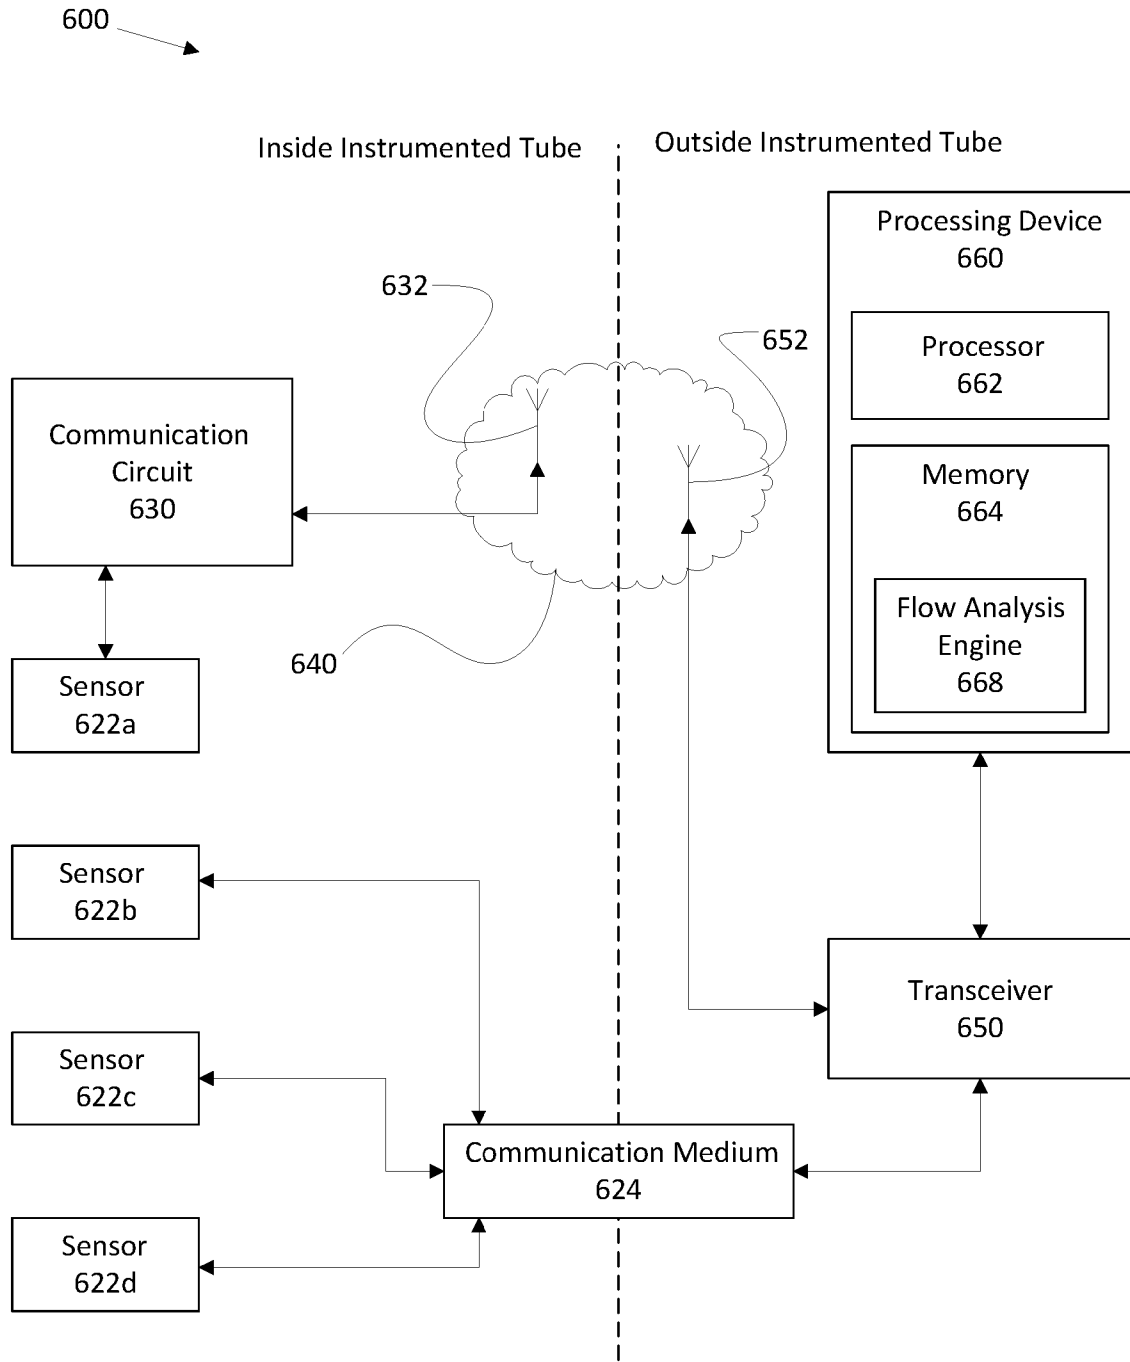 600
Inside Instrumented Tube
Outside Instrumented Tube
Processing Device
660
632
652
Processor
662
Communication
Circuit
630
Memory
664
Flow Analysis
Engine
668
640
Sensor
622a
Sensor
622b
Transceiver
650
Sensor
622c
Communication Medium
624
Sensor
622d